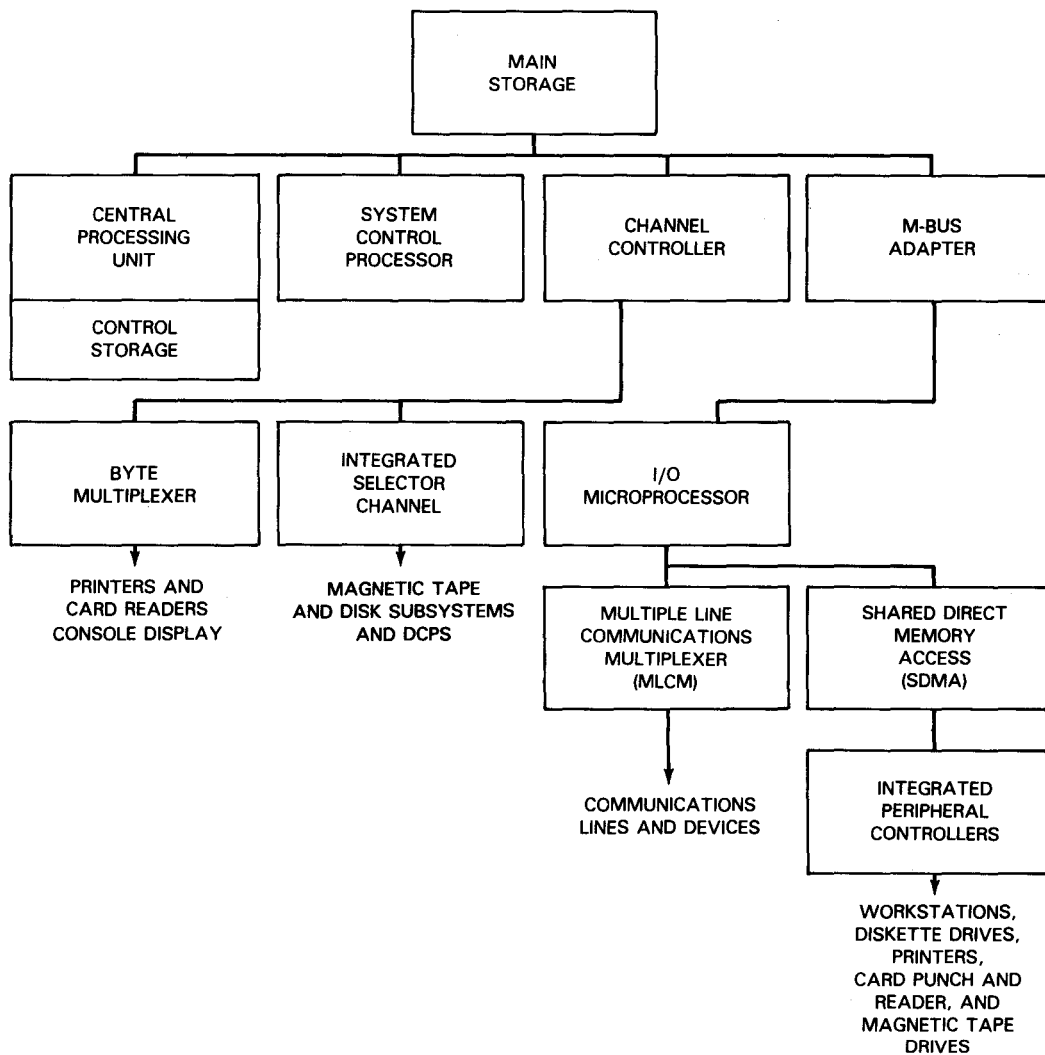 MAIN
STORAGE
CENTRAL
PROCESSING
UNIT
CONTROL
STORAGE
SYSTEM
CONTROL
PROCESSOR
CHANNEL
CONTROLLER
M-BUS
ADAPTER
BYTE
MULTIPLEXER
INTEGRATED
SELECTOR
CHANNEL
I/O
MICROPROCESSOR
PRINTERS AND
CARD READERS
CONSOLE DISPLAY
MAGNETIC TAPE
AND DISK SUBSYSTEMS
AND DCPS
MULTIPLE LINE
COMMUNICATIONS
MULTIPLEXER
(MLCM)
SHARED DIRECT
MEMORY
ACCESS
(SDMA)
COMMUNICATIONS
LINES AND DEVICES
INTEGRATED
PERIPHERAL
CONTROLLERS
WORKSTATIONS,
DISKETTE DRIVES,
PRINTERS,
CARD PUNCH AND
READER, AND
MAGNETIC TAPE
DRIVES